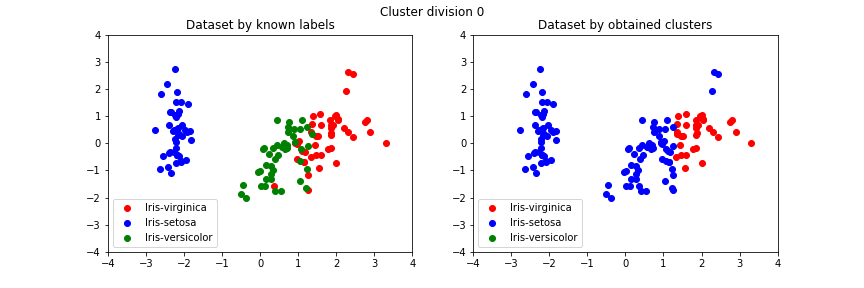 Cluster division 0
Dataset by known labels
4
3
2
1
0
−1
−2
−3
−4
−4 −3 −2 −1 0 1 2 3 4
Iris-virginica
Iris-setosa
Iris-versicolor
Dataset by obtained clusters
4
3
2
1
0
−1
−2
−3
−4
−4 −3 −2 −1 0 1 2 3 4
Iris-virginica
Iris-setosa
Iris-versicolor